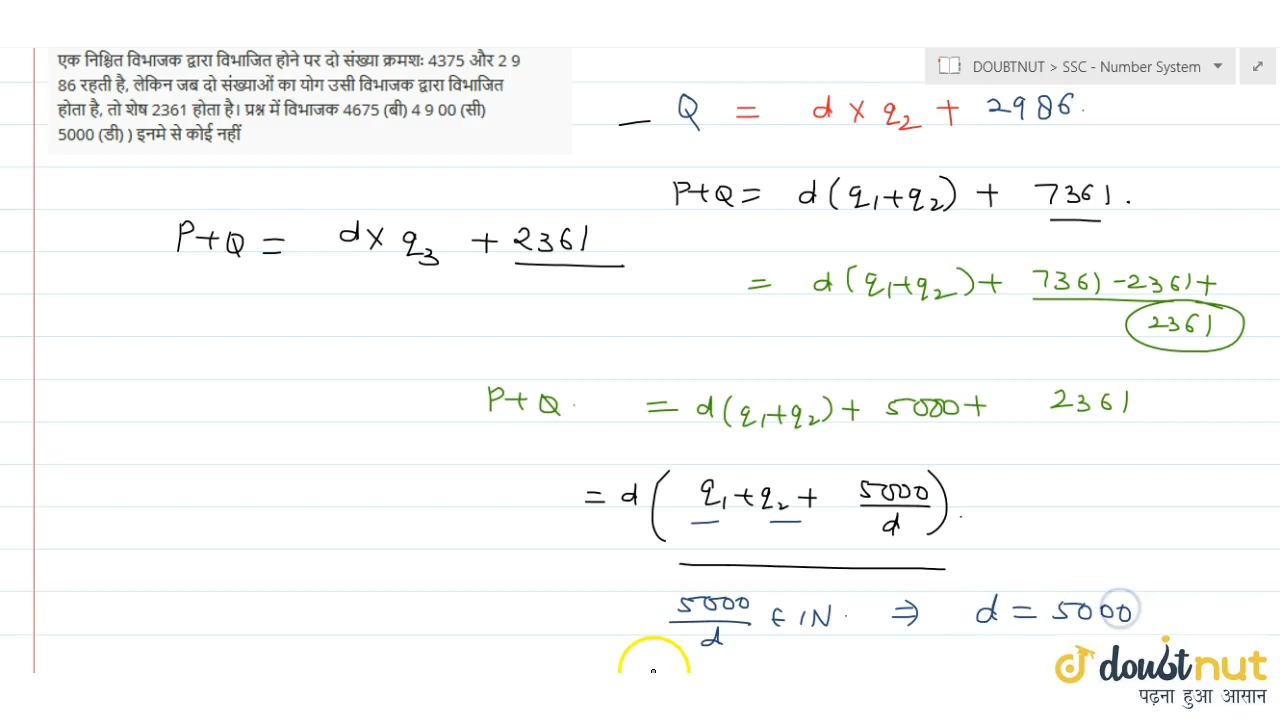 एक निश्चित विभाजक द्वारा विभाजित होने पर दो संख्या क्रमशः 4375 और 2 9
86 रहती है, लेकिन जब दो संख्याओं का योग उसी विभाजक द्वारा विभाजित
होता है, तो शेष 2361 होता है। प्रश्न में विभाजक 4675 (बी) 4 9 00 (सी)
5000 (डी) ) इनमे से कोई नहीं
DOUBTNUT > SSC - Number System
Q = d × q₂ + 2986.
P+Q = d(q₁+q₂) + 7361.
P+Q = d× q₃ + 2361
= d(q₁+q₂)+ 7361-2361+
2361
P+Q. = d(q₁+q₂)+ 5000+ 2361
= d( q₁+q₂+ 5000/d ).
5000/d ∈ IN. ⇒ d = 5000
doubtnut
पढ़ना हुआ आसान